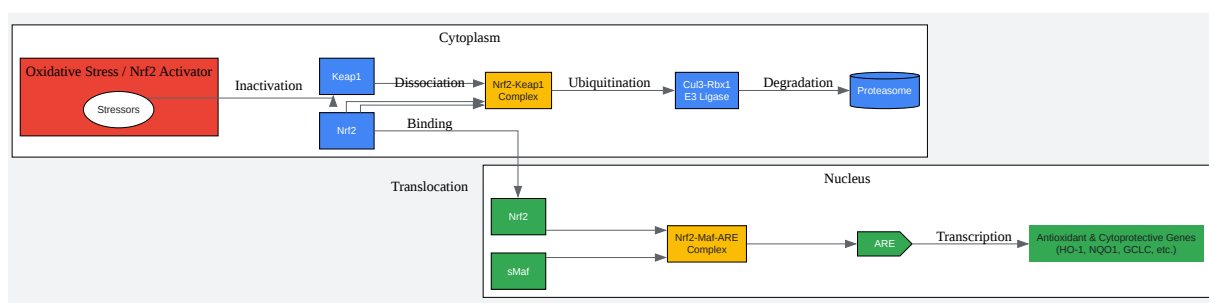 Cytoplasm
Oxidative Stress / Nrf2 Activator
Stressors
Inactivation
Keap1
Dissociation
Nrf2-Keap1
Complex
Ubiquitination
Cul3-Rbx1
E3 Ligase
Degradation
Proteasome
Nrf2
Binding
Translocation
Nucleus
Nrf2
sMaf
Nrf2-Maf-ARE
Complex
ARE
Transcription
Antioxidant & Cytoprotective Genes
(HO-1, NQO1, GCLC, etc.)